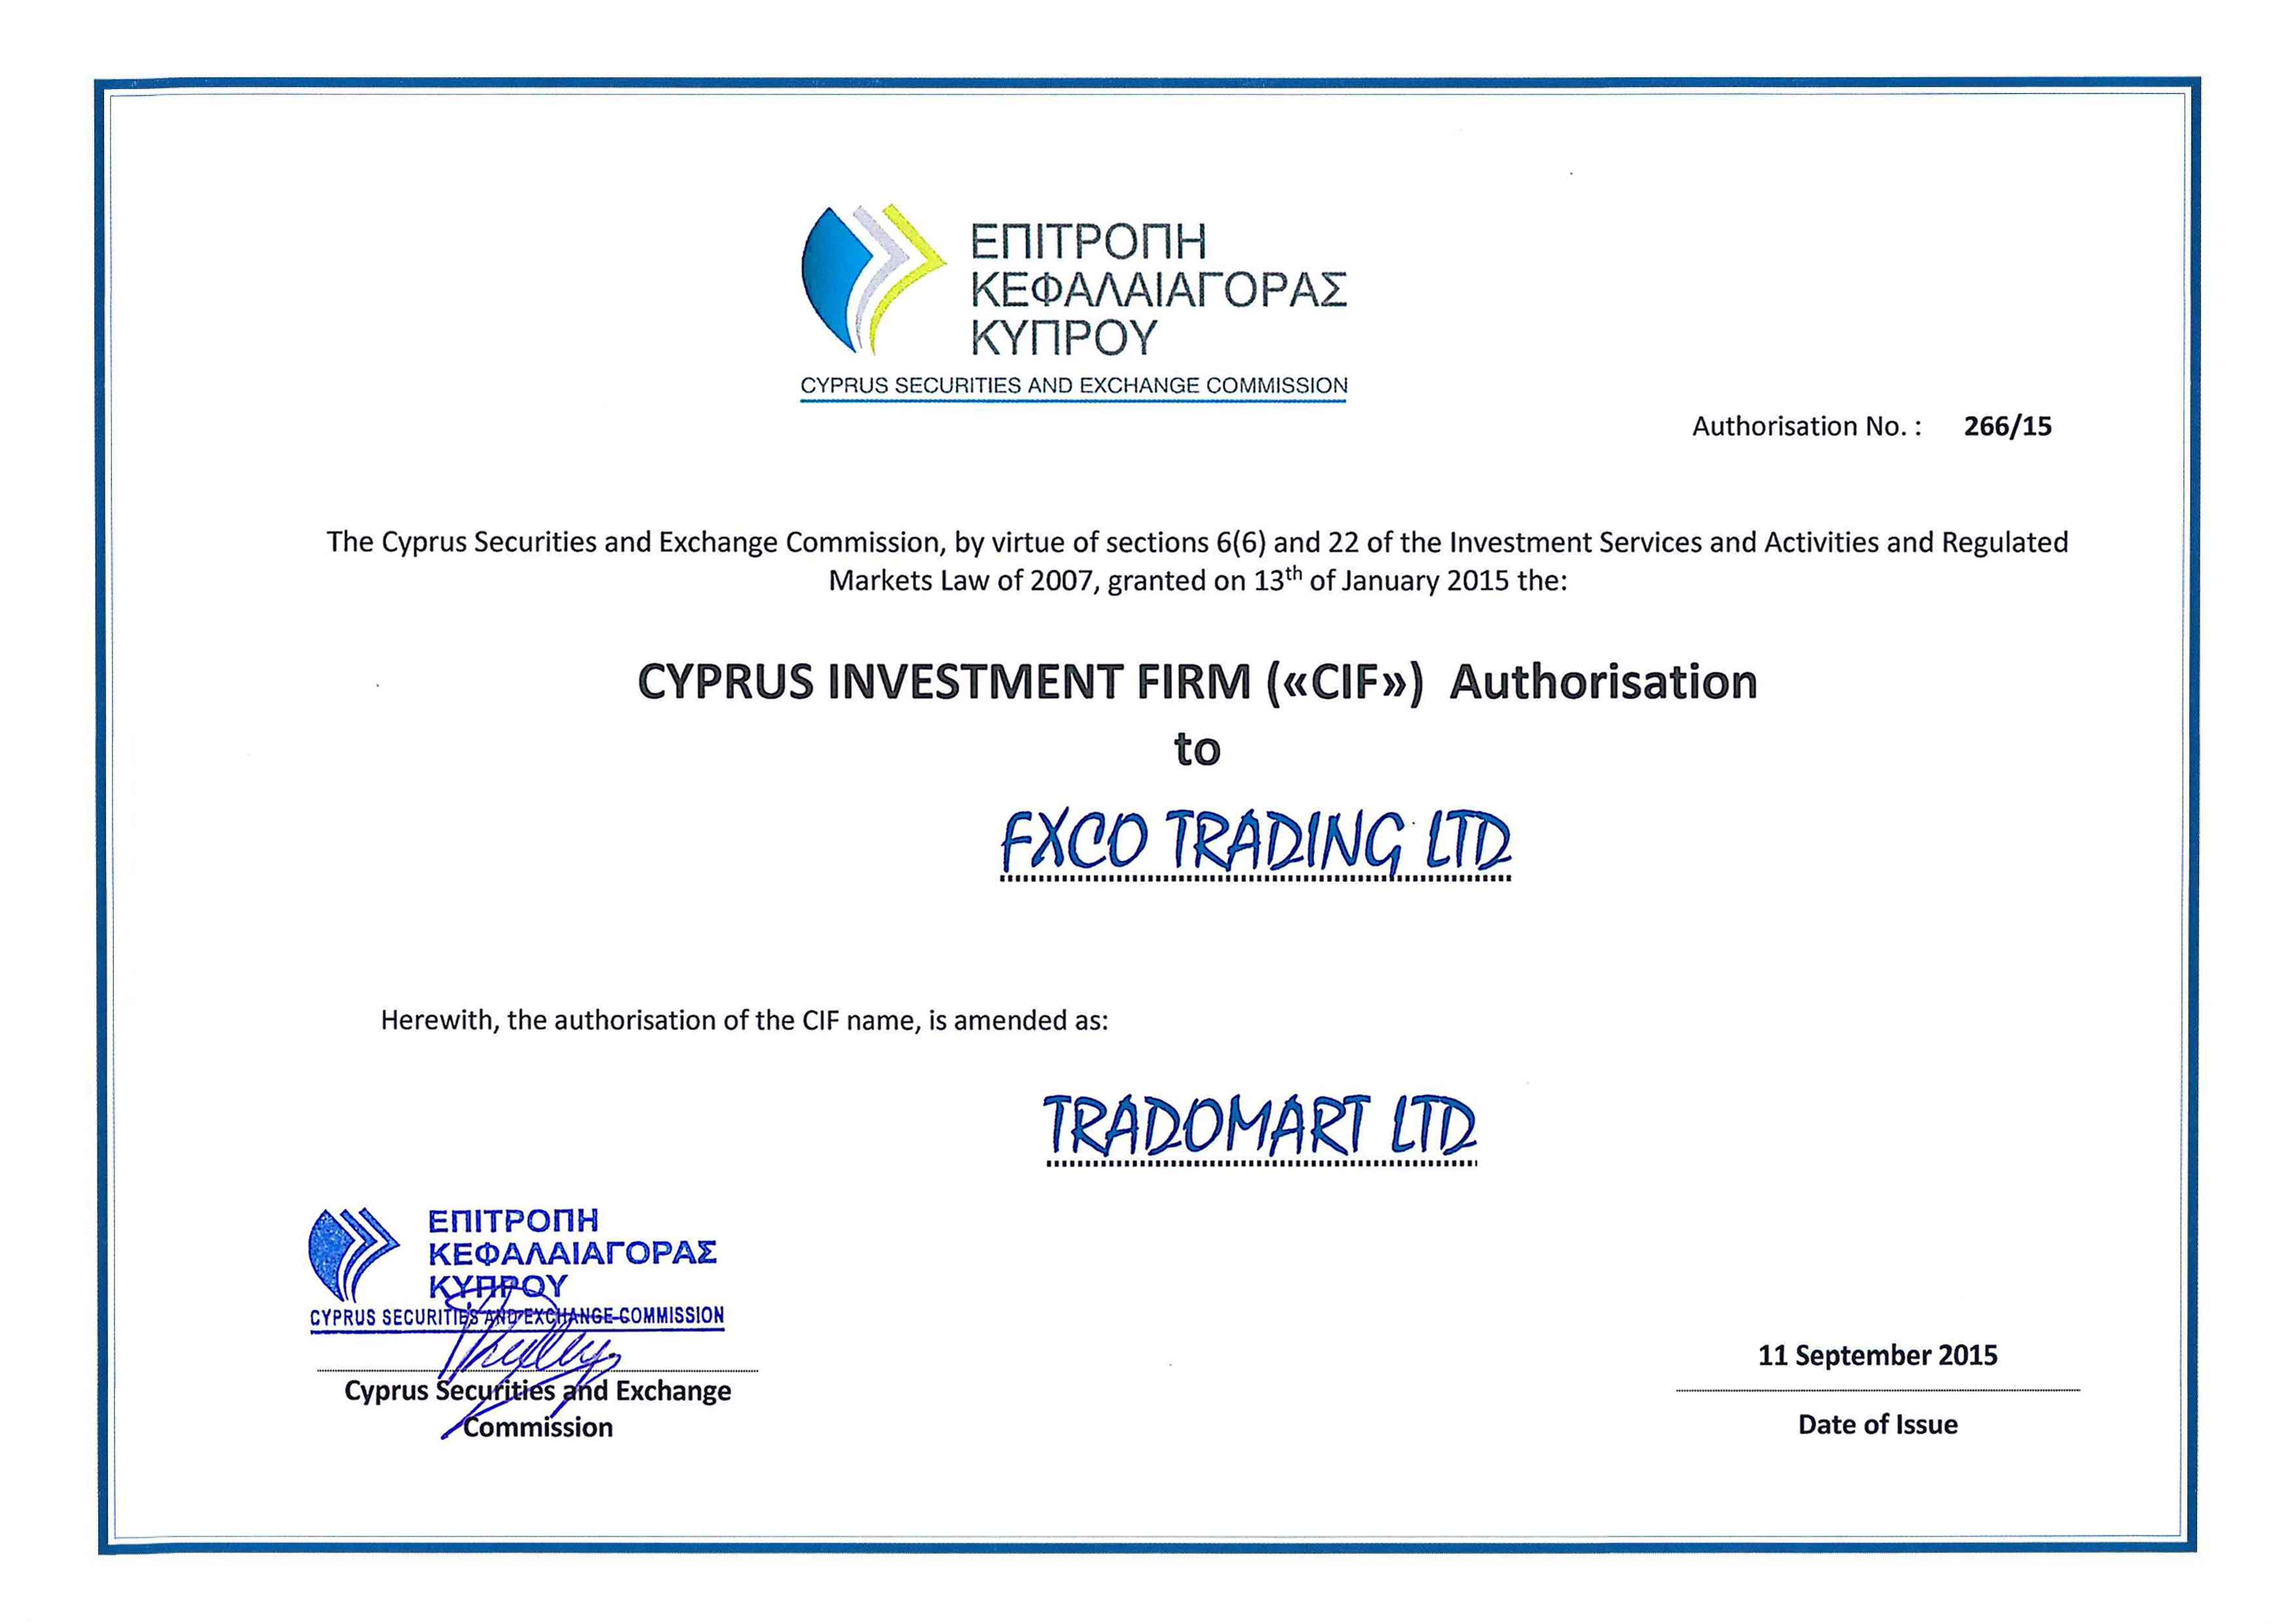 ΕΠΙΤΡΟΠΗ
ΚΕΦΑΛΑΙΑΓΟΡΑΣ
ΚΥΠΡΟΥ
CYPRUS SECURITIES AND EXCHANGE COMMISSION
Authorisation No. : 266/15
The Cyprus Securities and Exchange Commission, by virtue of sections 6(6) and 22 of the Investment Services and Activities and Regulated
Markets Law of 2007, granted on 13th of January 2015 the:
CYPRUS INVESTMENT FIRM («CIF») Authorisation
to
FXCO TRADING LTD
Herewith, the authorisation of the CIF name, is amended as:
TRADOMART LTD
ΕΠΙΤΡΟΠΗ
ΚΕΦΑΛΑΙΑΓΟΡΑΣ
ΚΥΠΡΟΥ
CYPRUS SECURITIES AND EXCHANGE COMMISSION
Cyprus Securities and Exchange
Commission
11 September 2015
Date of Issue